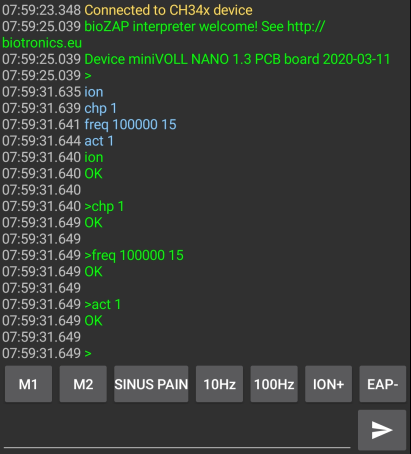 07:59:23.348 Connected to CH34x device
07:59:25.039 bioZAP interpreter welcome! See http://
biotronics.eu
07:59:25.039 Device miniVOLL NANO 1.3 PCB board 2020-03-11
07:59:25.039 >
07:59:31.635 ion
07:59:31.639 chp 1
07:59:31.641 freq 100000 15
07:59:31.644 act 1
07:59:31.640 ion
07:59:31.640 OK
07:59:31.640
07:59:31.640 >chp 1
07:59:31.649 OK
07:59:31.649
07:59:31.649 >freq 100000 15
07:59:31.649 OK
07:59:31.649
07:59:31.649 >act 1
07:59:31.649 OK
07:59:31.649
07:59:31.649 >
M1 M2 SINUS PAIN 10Hz 100Hz ION+ EAP-